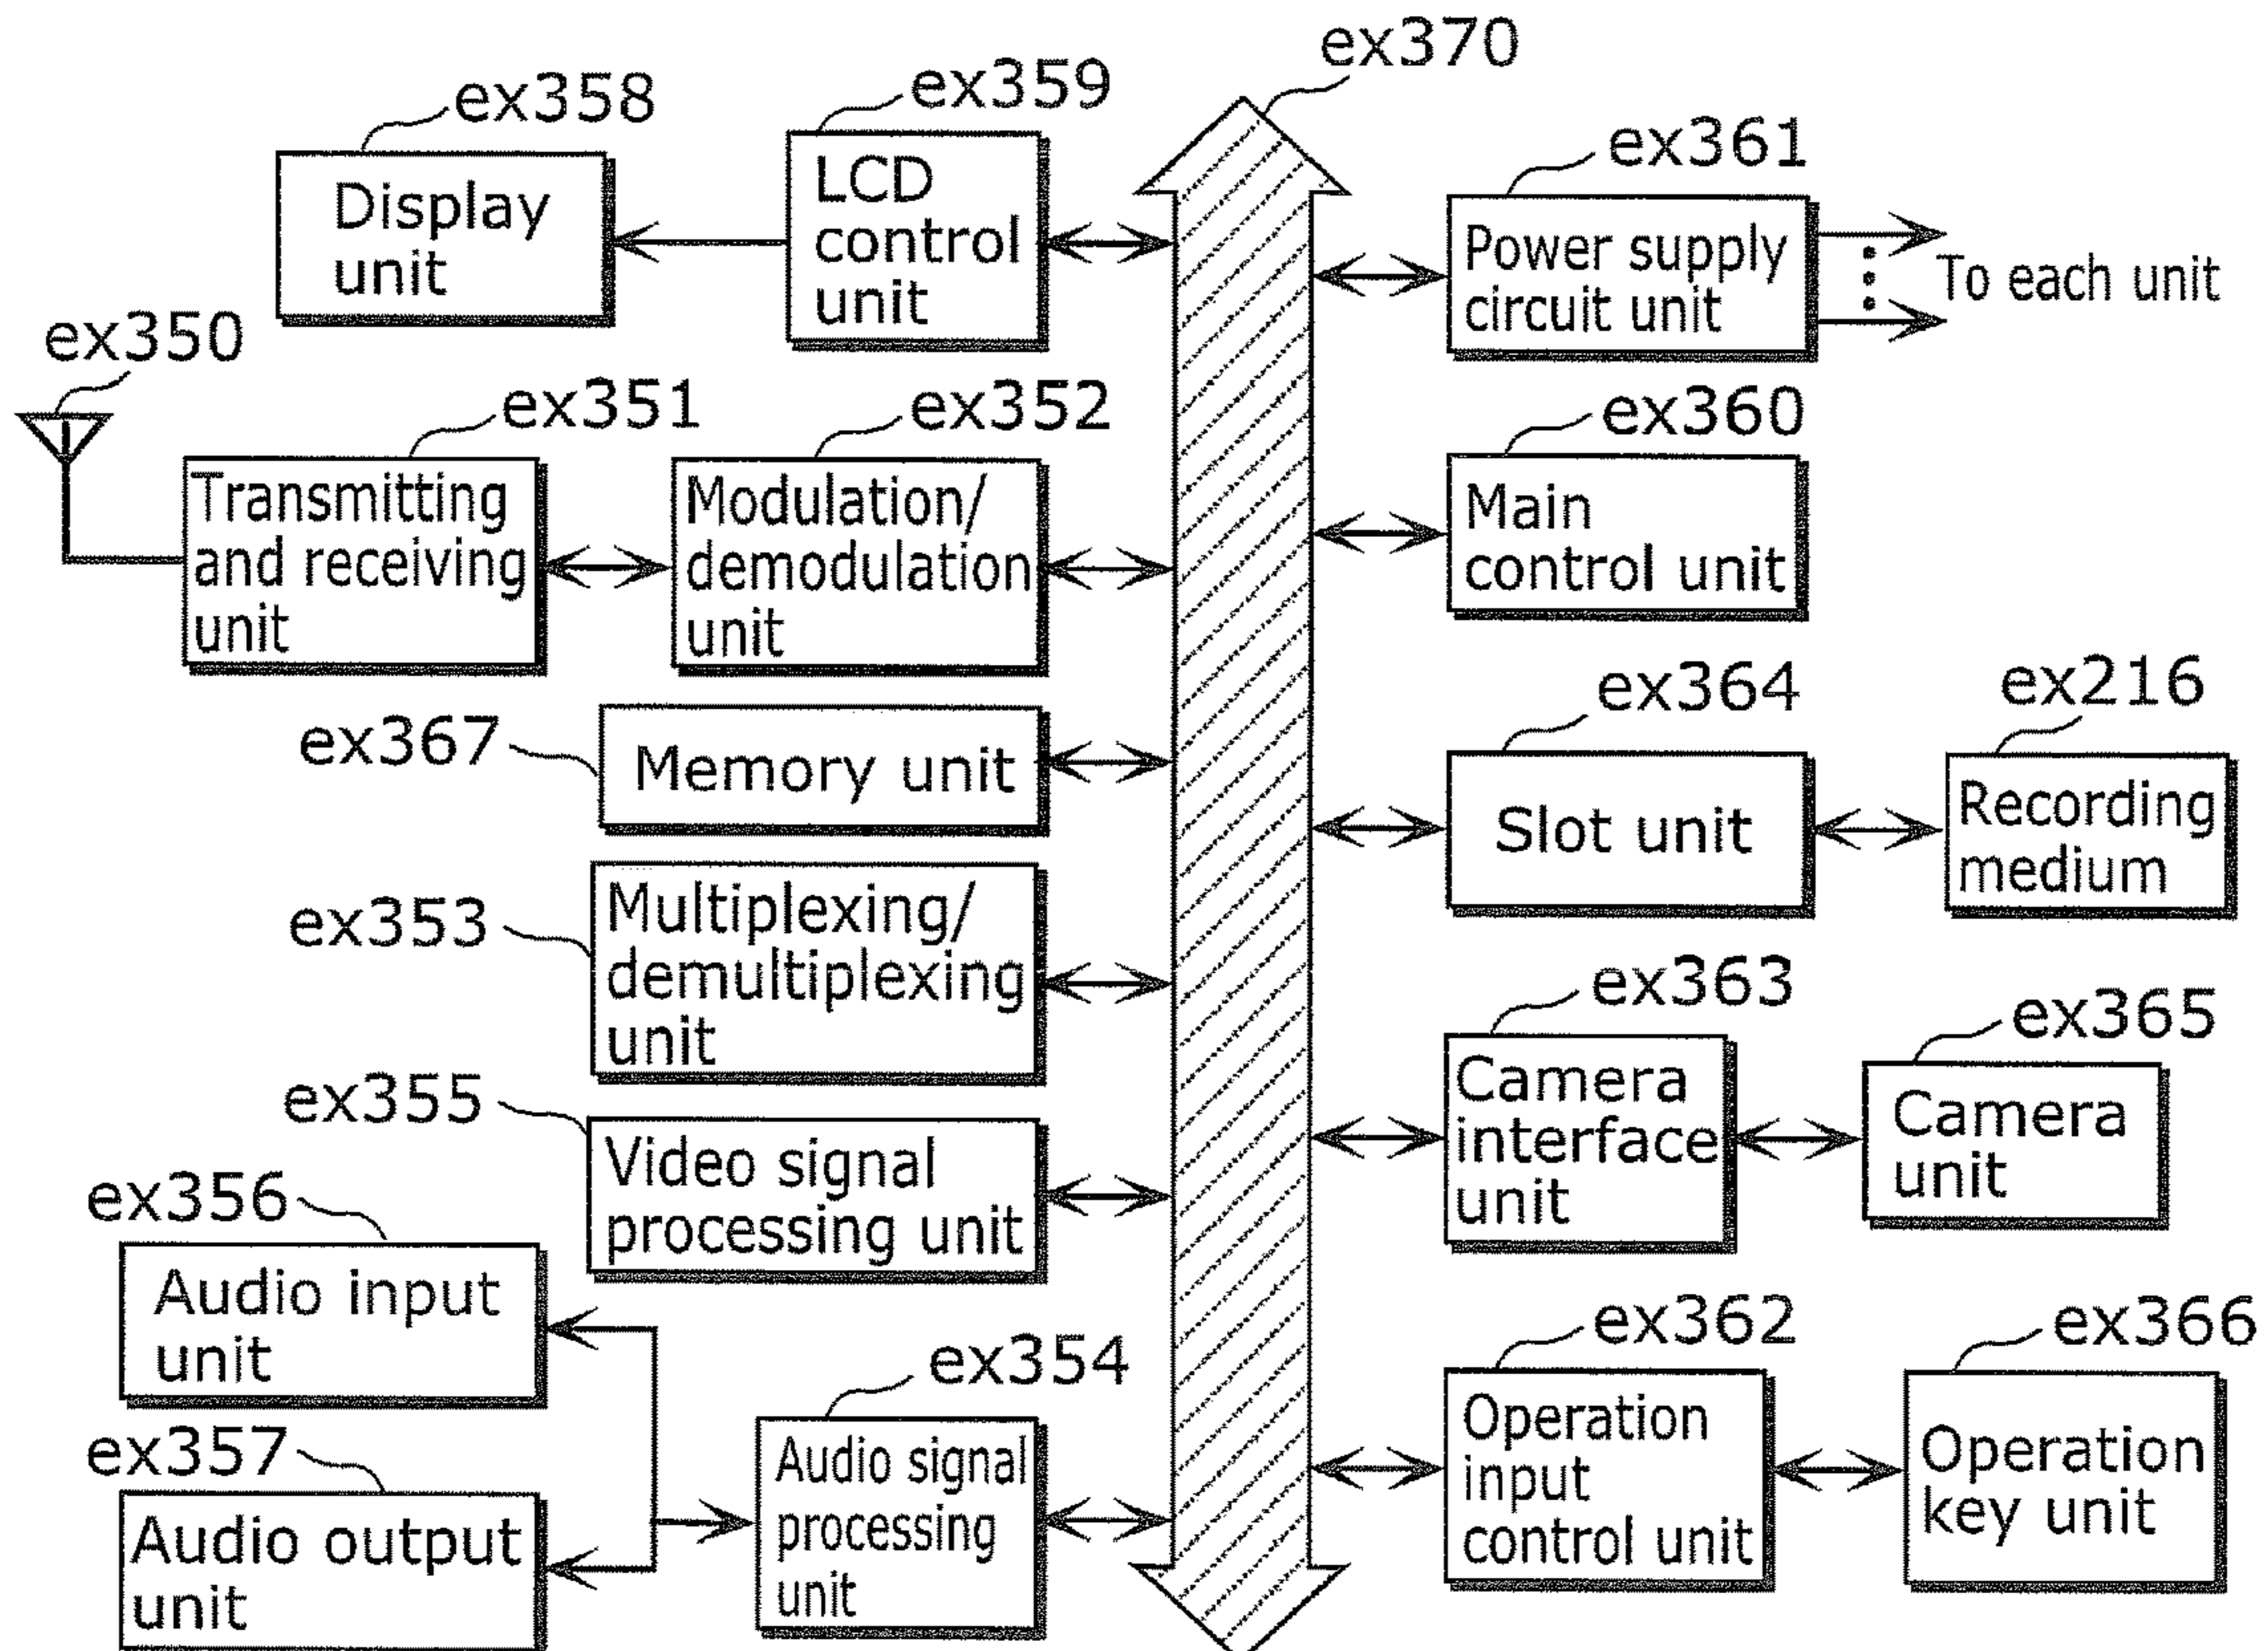 ex370
ex358
ex359
Display
unit
LCD
control
unit
ex361
Power supply
circuit unit
To each unit
ex350
ex351
ex352
Transmitting
and receiving
unit
Modulation/
demodulation
unit
ex360
Main
control unit
ex367
Memory unit
ex364
ex216
Slot unit
Recording
medium
ex353
Multiplexing/
demultiplexing
unit
ex363
ex365
Camera
interface
unit
Camera
unit
ex355
Video signal
processing unit
ex356
Audio input
unit
ex354
ex357
Audio output
unit
Audio signal
processing
unit
ex362
ex366
Operation
input
control unit
Operation
key unit